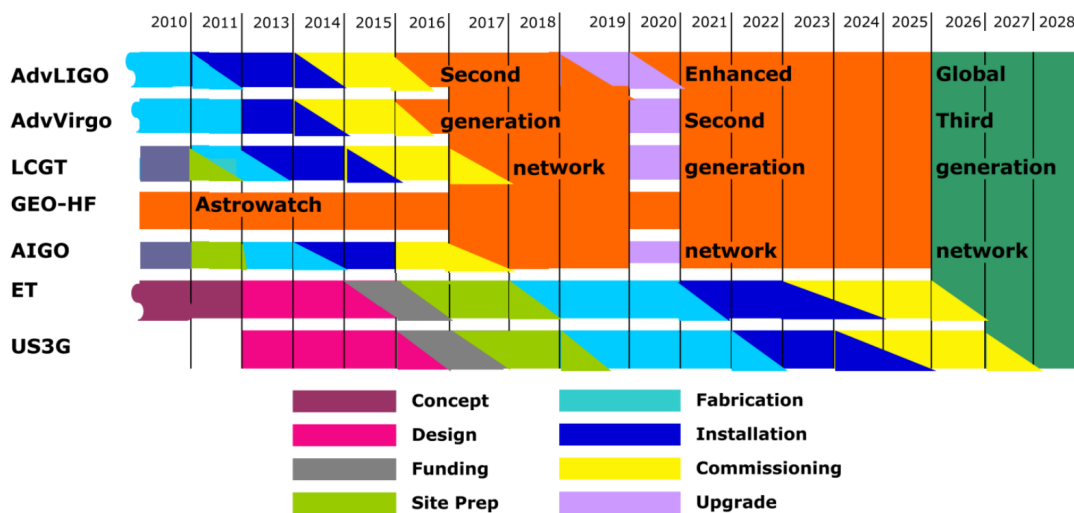 2010 2011 2012 2013 2014 2015 2016 2017 2018 2019 2020 2021 2022 2023 2024 2025 2026 2027 2028
AdvLIGO Second Enhanced Global
AdvVirgo generation Second Third
LCGT network generation generation
GEO-HF Astrowatch
AIGO network network
ET
US3G
Concept Fabrication
Design Installation
Funding Commissioning
Site Prep Upgrade